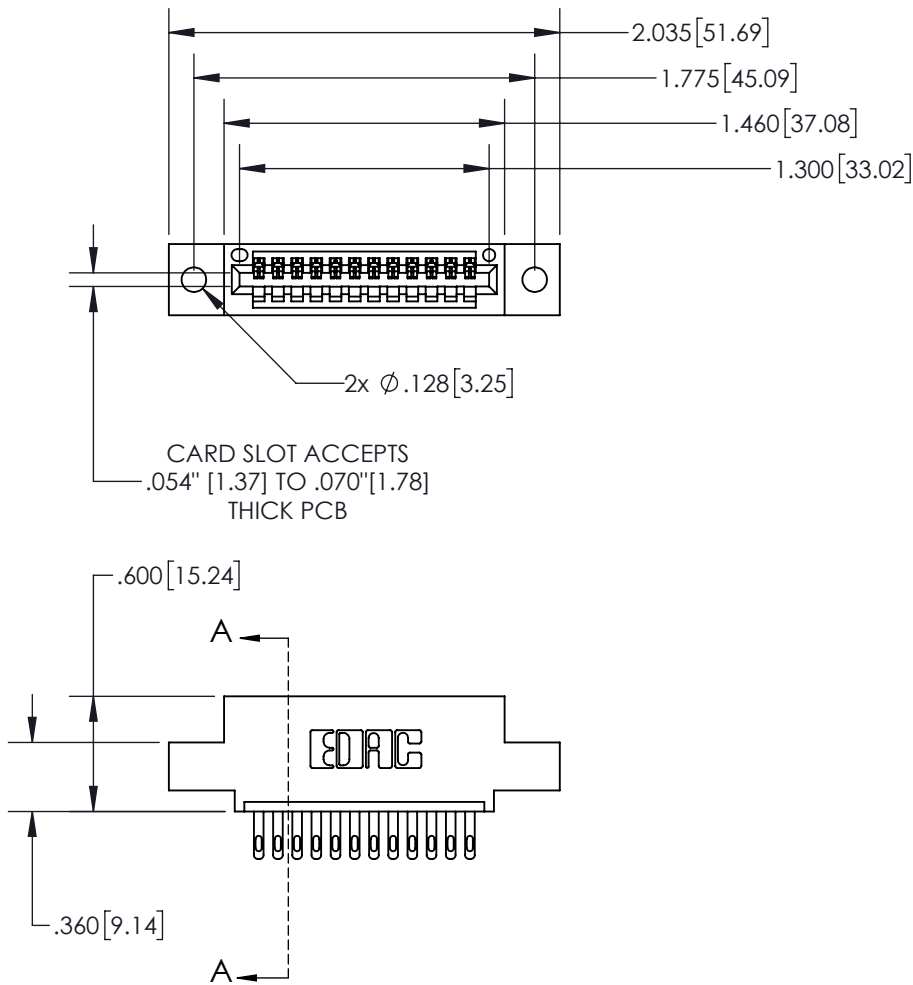 2.035[51.69]
1.775[45.09]
1.460[37.08]
1.300[33.02]
2x ∅.128[3.25]
CARD SLOT ACCEPTS
.054" [1.37] TO .070"[1.78]
THICK PCB
.600[15.24]
A
EDAC
.360[9.14]
A